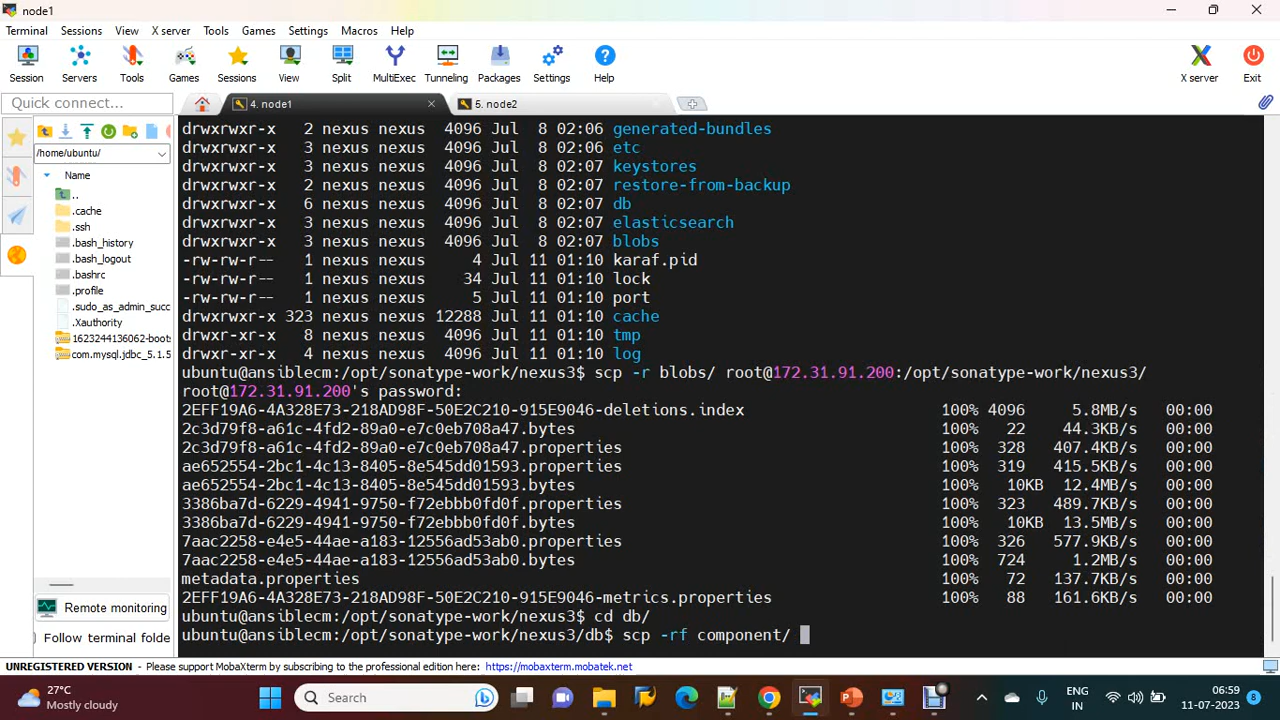 node1
Terminal Sessions View X server Tools Games Settings Macros Help
Session Servers Tools Games Sessions View Split MultiExec Tunneling Packages Settings Help X server Exit
Quick connect...
4. node1
5. node2
/home/ubuntu/
Name
..
.cache
.ssh
.bash_history
.bash_logout
.bashrc
.profile
.sudo_as_admin_succ
.Xauthority
1623244136062-boot
com.mysql.jdbc_5.1.5
Remote monitoring
Follow terminal folde
drwxrwxr-x 2 nexus nexus 4096 Jul 8 02:06 generated-bundles
drwxrwxr-x 3 nexus nexus 4096 Jul 8 02:06 etc
drwxrwxr-x 3 nexus nexus 4096 Jul 8 02:07 keystores
drwxrwxr-x 2 nexus nexus 4096 Jul 8 02:07 restore-from-backup
drwxrwxr-x 6 nexus nexus 4096 Jul 8 02:07 db
drwxrwxr-x 3 nexus nexus 4096 Jul 8 02:07 elasticsearch
drwxrwxr-x 3 nexus nexus 4096 Jul 8 02:07 blobs
-rw-rw-r-- 1 nexus nexus 4 Jul 11 01:10 karaf.pid
-rw-rw-r-- 1 nexus nexus 34 Jul 11 01:10 lock
-rw-rw-r-- 1 nexus nexus 5 Jul 11 01:10 port
drwxrwxr-x 323 nexus nexus 12288 Jul 11 01:10 cache
drwxrwxr-x 8 nexus nexus 4096 Jul 11 01:10 tmp
drwxrwxr-x 4 nexus nexus 4096 Jul 11 01:10 log
ubuntu@ansiblecm:/opt/sonatype-work/nexus3$ scp -r blobs/ root@172.31.91.200:/opt/sonatype-work/nexus3/
root@172.31.91.200's password:
2EFF19A6-4A328E73-218AD98F-50E2C210-915E9046-deletions.index 100% 4096 5.8MB/s 00:00
2c3d79f8-a61c-4fd2-89a0-e7c0eb708a47.bytes 100% 22 44.3KB/s 00:00
2c3d79f8-a61c-4fd2-89a0-e7c0eb708a47.properties 100% 328 407.4KB/s 00:00
ae652554-2bc1-4c13-8405-8e545dd01593.properties 100% 319 415.5KB/s 00:00
ae652554-2bc1-4c13-8405-8e545dd01593.bytes 100% 10KB 12.4MB/s 00:00
3386ba7d-6229-4941-9750-f72ebbb0fd0f.properties 100% 323 489.7KB/s 00:00
3386ba7d-6229-4941-9750-f72ebbb0fd0f.bytes 100% 10KB 13.5MB/s 00:00
7aac2258-e4e5-44ae-a183-12556ad53ab0.properties 100% 326 577.9KB/s 00:00
7aac2258-e4e5-44ae-a183-12556ad53ab0.bytes 100% 724 1.2MB/s 00:00
metadata.properties 100% 72 137.7KB/s 00:00
2EFF19A6-4A328E73-218AD98F-50E2C210-915E9046-metrics.properties 100% 88 161.6KB/s 00:00
ubuntu@ansiblecm:/opt/sonatype-work/nexus3$ cd db/
ubuntu@ansiblecm:/opt/sonatype-work/nexus3/db$ scp -rf component/
UNREGISTERED VERSION - Please support MobaXterm by subscribing to the professional edition here: https://mobaxterm.mobatek.net
27°C
Mostly cloudy
Search
ENG
IN
06:59
11-07-2023
8